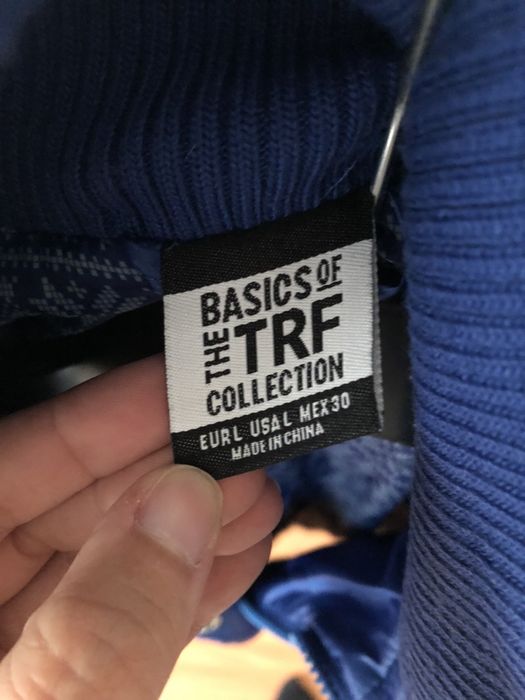 BASICS OF
THE TRF
COLLECTION
EUR L USA L MEX 30
MADE IN CHINA